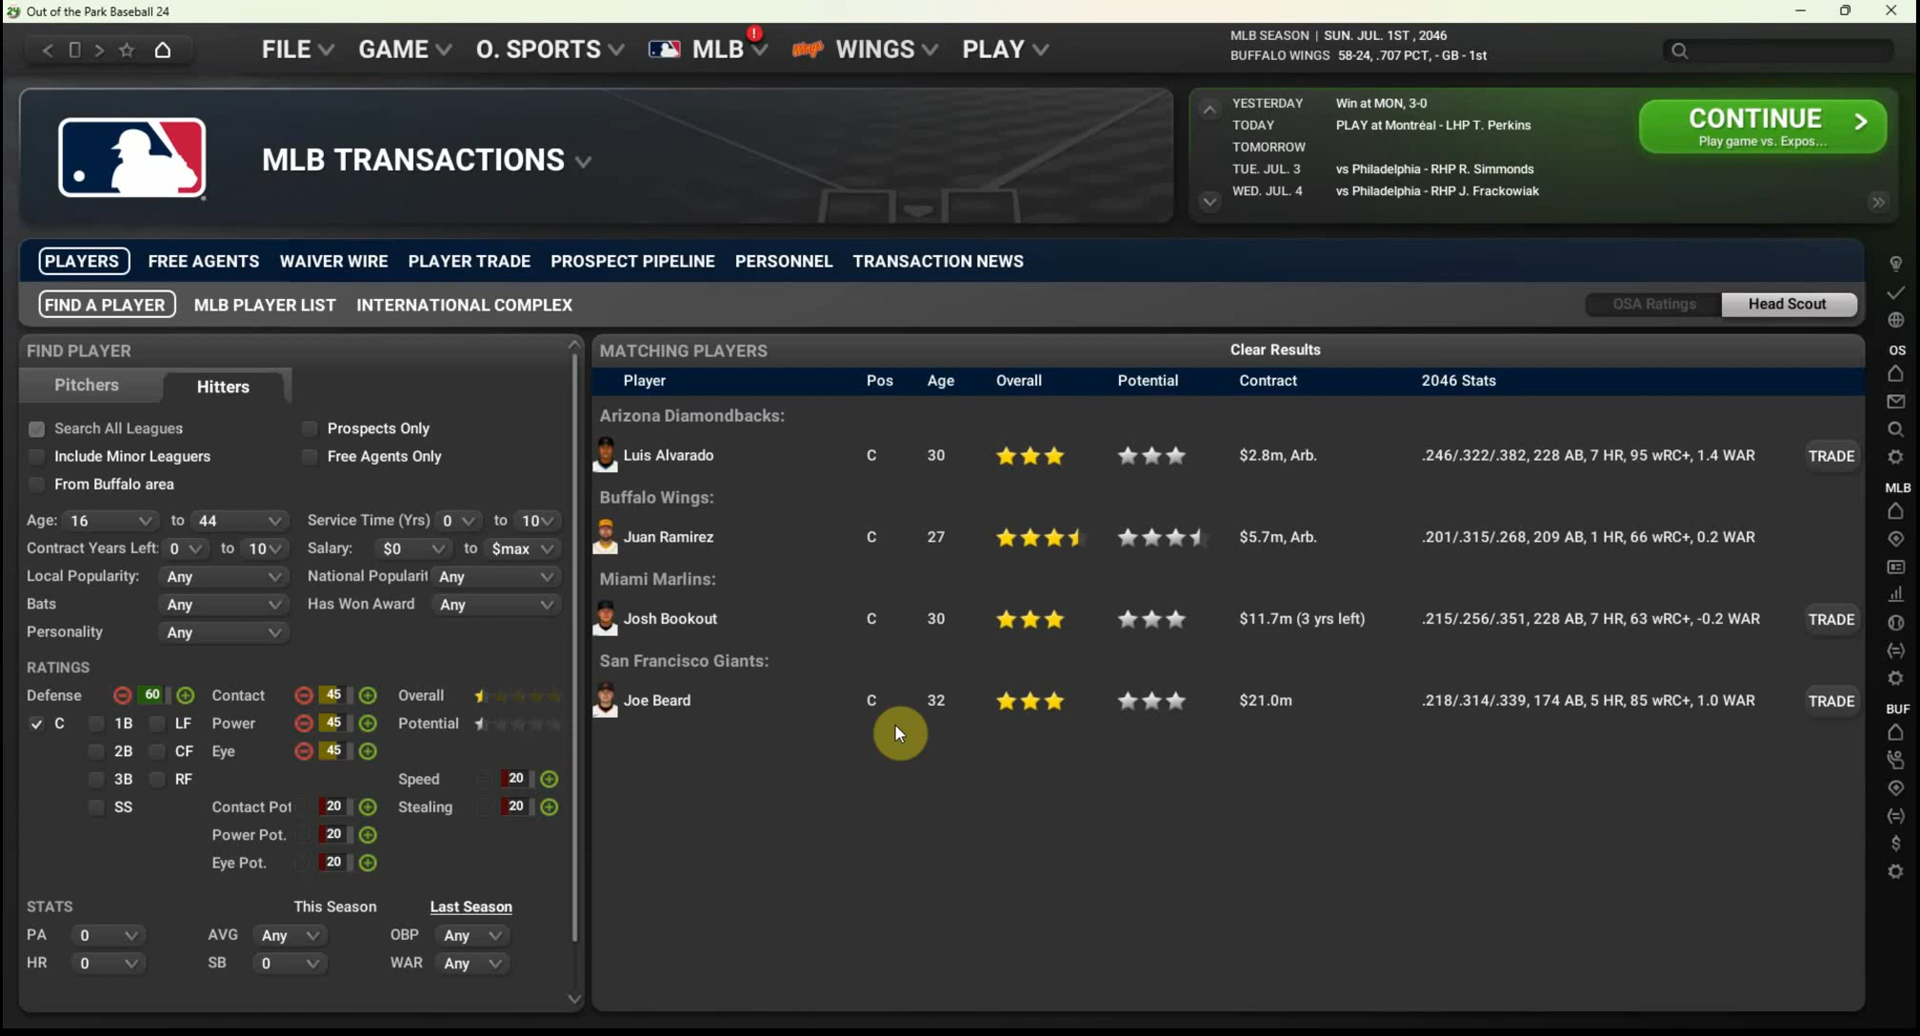 Out of the Park Baseball 24
FILE GAME O. SPORTS MLB ! Wings WINGS PLAY
MLB SEASON | SUN. JUL. 1ST , 2046
BUFFALO WINGS 58-24, .707 PCT, - GB - 1st
MLB TRANSACTIONS
YESTERDAY Win at MON, 3-0
TODAY PLAY at Montréal - LHP T. Perkins
TOMORROW
TUE. JUL. 3 vs Philadelphia - RHP R. Simmonds
WED. JUL. 4 vs Philadelphia - RHP J. Frackowiak
CONTINUE
Play game vs. Expos...
PLAYERS FREE AGENTS WAIVER WIRE PLAYER TRADE PROSPECT PIPELINE PERSONNEL TRANSACTION NEWS
FIND A PLAYER MLB PLAYER LIST INTERNATIONAL COMPLEX
OSA Ratings Head Scout
FIND PLAYER
Pitchers Hitters
Search All Leagues Prospects Only
Include Minor Leaguers Free Agents Only
From Buffalo area
Age: 16 to 44 Service Time (Yrs) 0 to 10
Contract Years Left: 0 to 10 Salary: $0 to $max
Local Popularity: Any National Popularit Any
Bats Any Has Won Award Any
Personality Any
RATINGS
Defense 60 Contact 45 Overall
C 1B LF Power 45 Potential
2B CF Eye 45
3B RF Speed 20
SS Contact Pot 20 Stealing 20
Power Pot. 20
Eye Pot. 20
STATS This Season Last Season
PA 0 AVG Any OBP Any
HR 0 SB 0 WAR Any
MATCHING PLAYERS Clear Results
Player Pos Age Overall Potential Contract 2046 Stats
Arizona Diamondbacks:
Luis Alvarado C 30 $2.8m, Arb. .246/.322/.382, 228 AB, 7 HR, 95 wRC+, 1.4 WAR TRADE
Buffalo Wings:
Juan Ramirez C 27 $5.7m, Arb. .201/.315/.268, 209 AB, 1 HR, 66 wRC+, 0.2 WAR
Miami Marlins:
Josh Bookout C 30 $11.7m (3 yrs left) .215/.256/.351, 228 AB, 7 HR, 63 wRC+, -0.2 WAR TRADE
San Francisco Giants:
Joe Beard C 32 $21.0m .218/.314/.339, 174 AB, 5 HR, 85 wRC+, 1.0 WAR TRADE
OS
MLB
BUF